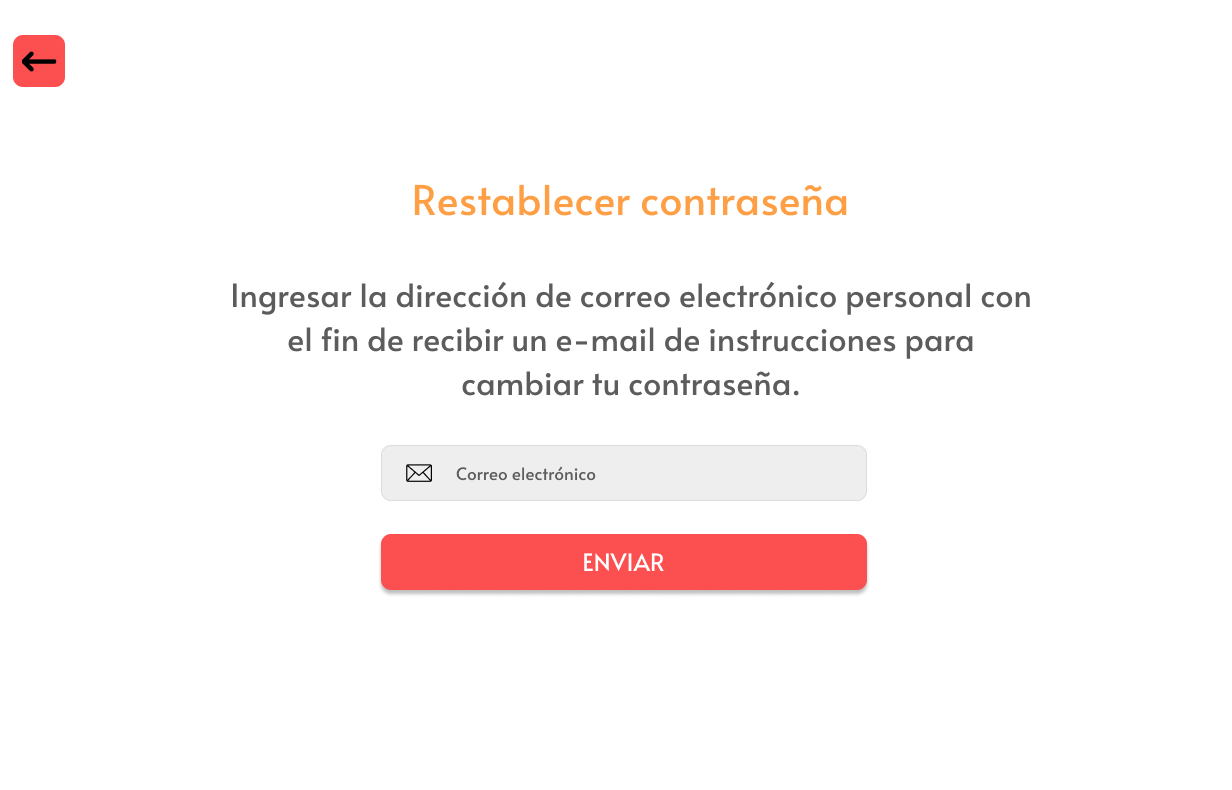 Restablecer contraseña
Ingresar la dirección de correo electrónico personal con
el fin de recibir un e-mail de instrucciones para
cambiar tu contraseña.
Correo electrónico
ENVIAR